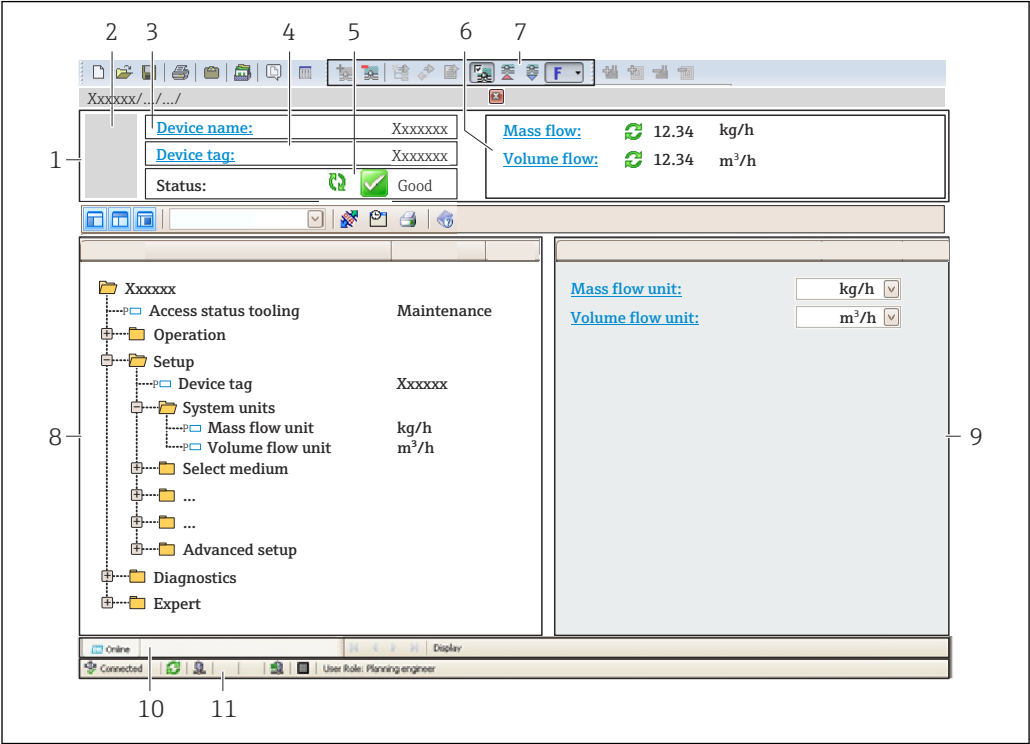 2 3 4 5 6 7
F
Xxxxxx/.../.../
1
Device name: Xxxxxxx
Device tag: Xxxxxxx
Status: Good
Mass flow: 12.34 kg/h
Volume flow: 12.34 m³/h
8
Xxxxxx
P Access status tooling Maintenance
Operation
Setup
P Device tag Xxxxxx
System units
P Mass flow unit kg/h
P Volume flow unit m³/h
Select medium
...
...
Advanced setup
Diagnostics
Expert
Mass flow unit: kg/h
Volume flow unit: m³/h
9
Online Display
Connected User Role: Planning engineer
10 11